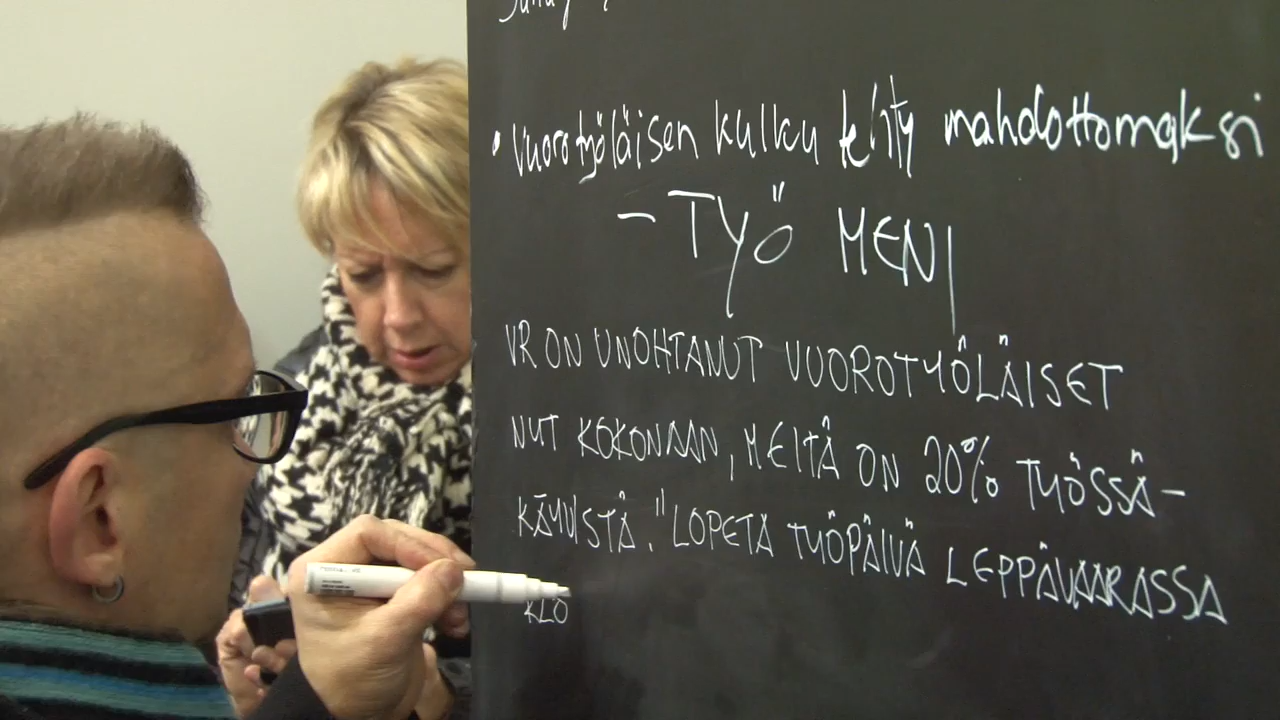 • Vuorotyöläisen kulku tehty mahdottomaksi
- TYÖ MENI
VR ON UNOHTANUT VUOROTYÖLÄISET
NUT KOKONAAN, MEITÄ ON 20% TYÖSSÄ-
KÄYVISTÄ. "LOPETA TYÖPÄIVÄ LEPPÄVAARASSA
KLO